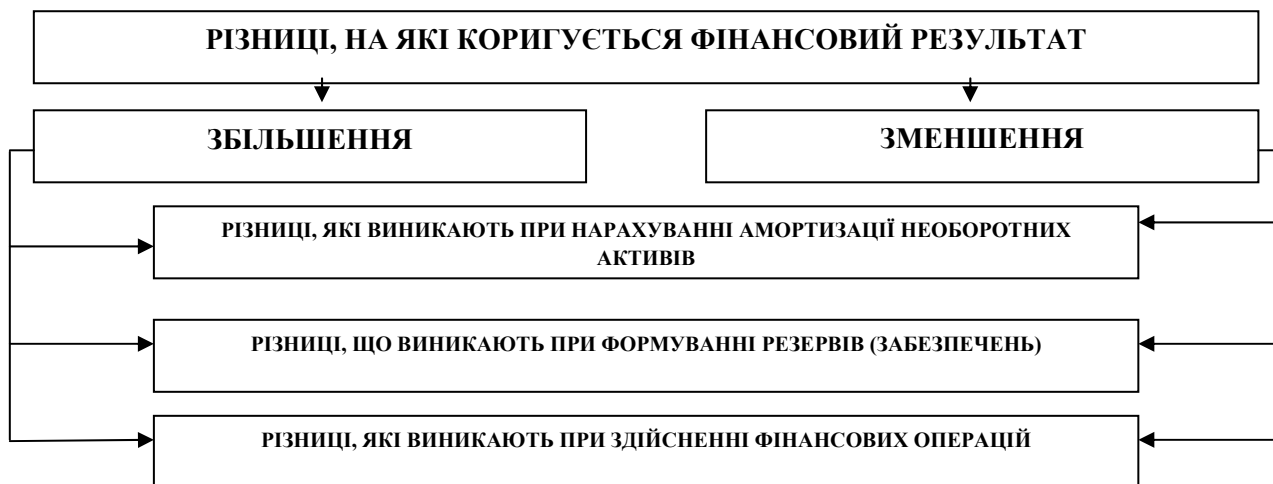 РІЗНИЦІ, НА ЯКІ КОРИГУЄТЬСЯ ФІНАНСОВИЙ РЕЗУЛЬТАТ
ЗБІЛЬШЕННЯ
ЗМЕНШЕННЯ
РІЗНИЦІ, ЯКІ ВИНИКАЮТЬ ПРИ НАРАХУВАННІ АМОРТИЗАЦІЇ НЕОБОРОТНИХ
АКТИВІВ
РІЗНИЦІ, ЩО ВИНИКАЮТЬ ПРИ ФОРМУВАННІ РЕЗЕРВІВ (ЗАБЕЗПЕЧЕНЬ)
РІЗНИЦІ, ЯКІ ВИНИКАЮТЬ ПРИ ЗДІЙСНЕННІ ФІНАНСОВИХ ОПЕРАЦІЙ